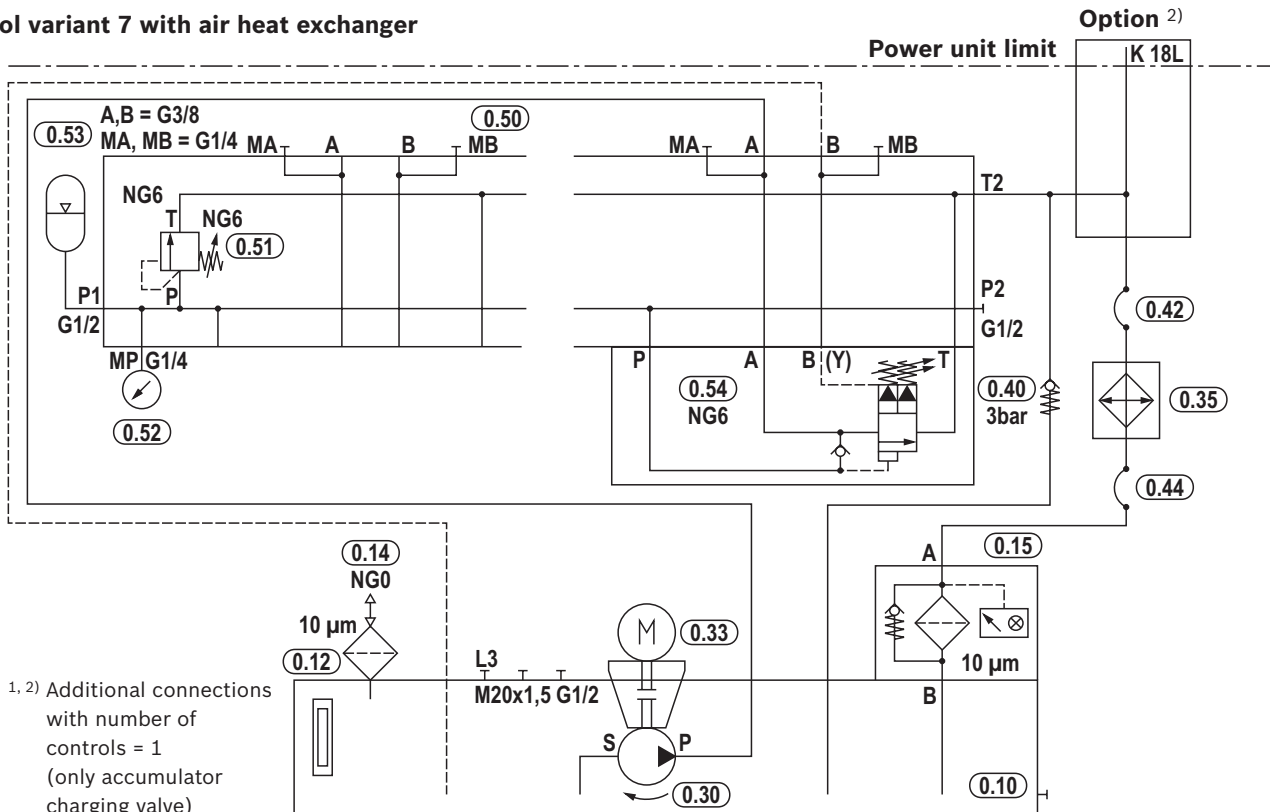 ol variant 7 with air heat exchanger
Option 2)
Power unit limit
K 18L
A,B = G3/8
0.50
0.53
MA, MB = G1/4
MA
A
B
MB
MA
A
B
MB
T2
NG6
T
NG6
0.51
P1
P
P2
G1/2
G1/2
0.42
MP
G1/4
P
A
B
(Y)
T
0.54
0.40
0.35
NG6
3bar
0.52
0.44
0.14
A
0.15
NG0
10 µm
M
0.33
0.12
L3
10 µm
M20x1,5 G1/2
B
1, 2) Additional connections
with number of
controls = 1
(only accumulator
charging valve)
S
P
0.10
0.30